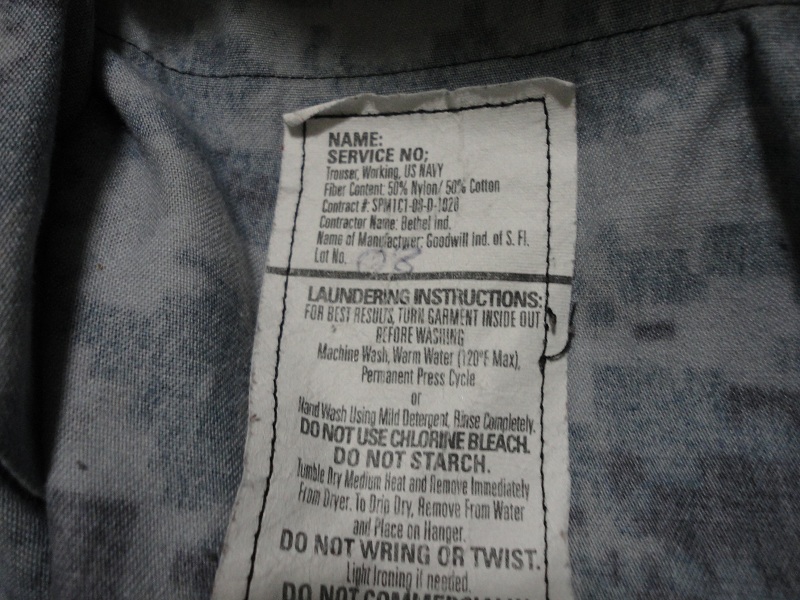 NAME:
SERVICE NO;
Trouser, Working, US NAVY
Fiber Content: 50% Nylon/ 50% Cotton
Contract #: SPM1C1-08-D-1020
Contractor Name: Bethel Ind.
Name of Manufacturer: Goodwill Ind. of S. Fl.
Lot No.
LAUNDERING INSTRUCTIONS:
FOR BEST RESULTS, TURN GARMENT INSIDE OUT
BEFORE WASHING
Machine Wash, Warm Water (120°F Max),
Permanent Press Cycle
or
Hand Wash Using Mild Detergent, Rinse Completely.
DO NOT USE CHLORINE BLEACH.
DO NOT STARCH.
Tumble Dry Medium Heat and Remove Immediately
From Dryer. To Drip Dry, Remove From Water
and Place on Hanger.
DO NOT WRING OR TWIST.
Light Ironing if needed.
DO NOT